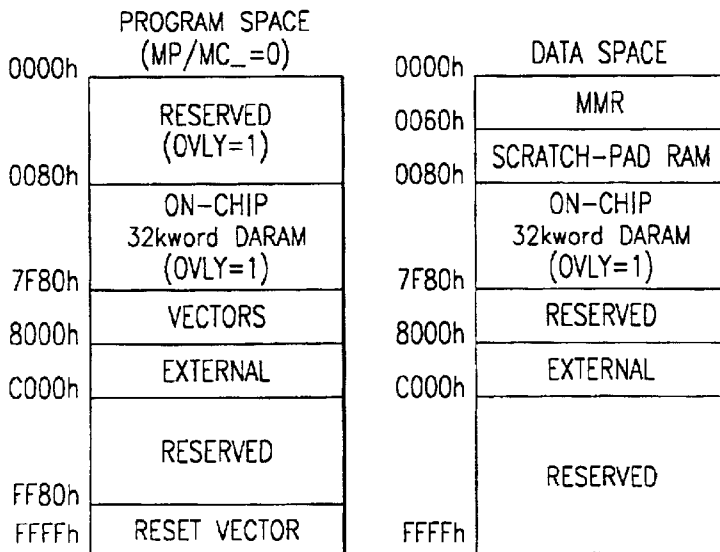 PROGRAM SPACE
(MP/MC_=0)
0000h
RESERVED
(OVLY=1)
0080h
ON-CHIP
32kword DARAM
(OVLY=1)
7F80h
VECTORS
8000h
EXTERNAL
C000h
RESERVED
FF80h
RESET VECTOR
FFFFh
DATA SPACE
0000h
MMR
0060h
SCRATCH-PAD RAM
0080h
ON-CHIP
32kword DARAM
(OVLY=1)
7F80h
RESERVED
8000h
EXTERNAL
C000h
RESERVED
FFFFh